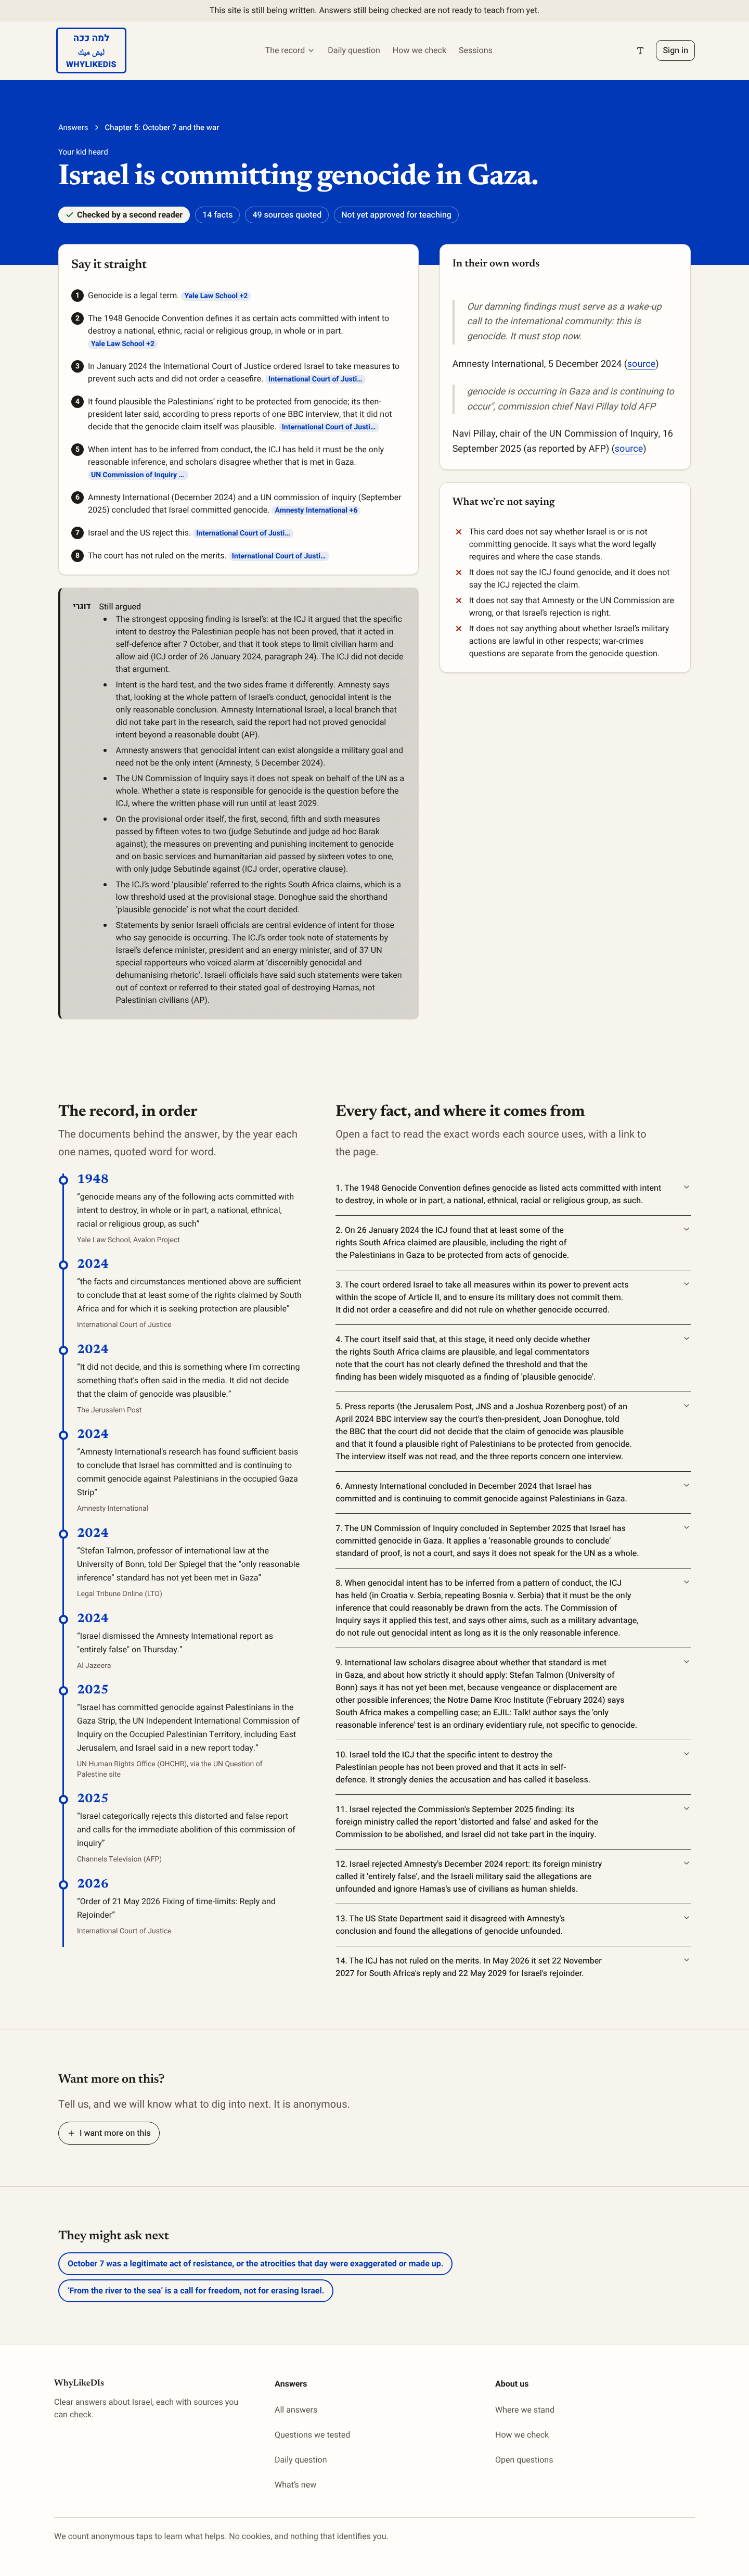 This site is still being written. Answers still being checked are not ready to teach from yet.
למה ככה
ליש هيك
WHYLIKEDIS
The record
Daily question
How we check
Sessions
T
Sign in
Answers
Chapter 5: October 7 and the war
Your kid heard
Israel is committing genocide in Gaza.
Checked by a second reader
14 facts
49 sources quoted
Not yet approved for teaching
Say it straight
1 Genocide is a legal term. Yale Law School +2
2 The 1948 Genocide Convention defines it as certain acts committed with intent to
destroy a national, ethnic, racial or religious group, in whole or in part.
Yale Law School +2
3 In January 2024 the International Court of Justice ordered Israel to take measures to
prevent such acts and did not order a ceasefire. International Court of Justi…
4 It found plausible the Palestinians’ right to be protected from genocide; its then-
president later said, according to press reports of one BBC interview, that it did not
decide that the genocide claim itself was plausible. International Court of Justi…
5 When intent has to be inferred from conduct, the ICJ has held it must be the only
reasonable inference, and scholars disagree whether that is met in Gaza.
UN Commission of Inquiry …
6 Amnesty International (December 2024) and a UN commission of inquiry (September
2025) concluded that Israel committed genocide. Amnesty International +6
7 Israel and the US reject this. International Court of Justi…
8 The court has not ruled on the merits. International Court of Justi…
In their own words
Our damning findings must serve as a wake-up
call to the international community: this is
genocide. It must stop now.
Amnesty International, 5 December 2024 (source)
genocide is occurring in Gaza and is continuing to
occur", commission chief Navi Pillay told AFP
Navi Pillay, chair of the UN Commission of Inquiry, 16
September 2025 (as reported by AFP) (source)
What we’re not saying
This card does not say whether Israel is or is not
committing genocide. It says what the word legally
requires and where the case stands.
It does not say the ICJ found genocide, and it does not
say the ICJ rejected the claim.
It does not say that Amnesty or the UN Commission are
wrong, or that Israel’s rejection is right.
It does not say anything about whether Israel’s military
actions are lawful in other respects; war-crimes
questions are separate from the genocide question.
דוגרי
Still argued
The strongest opposing finding is Israel’s: at the ICJ it argued that the specific
intent to destroy the Palestinian people has not been proved, that it acted in
self-defence after 7 October, and that it took steps to limit civilian harm and
allow aid (ICJ order of 26 January 2024, paragraph 24). The ICJ did not decide
that argument.
Intent is the hard test, and the two sides frame it differently. Amnesty says
that, looking at the whole pattern of Israel’s conduct, genocidal intent is the
only reasonable conclusion. Amnesty International Israel, a local branch that
did not take part in the research, said the report had not proved genocidal
intent beyond a reasonable doubt (AP).
Amnesty answers that genocidal intent can exist alongside a military goal and
need not be the only intent (Amnesty, 5 December 2024).
The UN Commission of Inquiry says it does not speak on behalf of the UN as a
whole. Whether a state is responsible for genocide is the question before the
ICJ, where the written phase will run until at least 2029.
On the provisional order itself, the first, second, fifth and sixth measures
passed by fifteen votes to two (judge Sebutinde and judge ad hoc Barak
against); the measures on preventing and punishing incitement to genocide
and on basic services and humanitarian aid passed by sixteen votes to one,
with only judge Sebutinde against (ICJ order, operative clause).
The ICJ’s word ‘plausible’ referred to the rights South Africa claims, which is a
low threshold used at the provisional stage. Donoghue said the shorthand
‘plausible genocide’ is not what the court decided.
Statements by senior Israeli officials are central evidence of intent for those
who say genocide is occurring. The ICJ’s order took note of statements by
Israel’s defence minister, president and an energy minister, and of 37 UN
special rapporteurs who voiced alarm at ‘discernibly genocidal and
dehumanising rhetoric’. Israeli officials have said such statements were taken
out of context or referred to their stated goal of destroying Hamas, not
Palestinian civilians (AP).
The record, in order
The documents behind the answer, by the year each
one names, quoted word for word.
1948
“genocide means any of the following acts committed with
intent to destroy, in whole or in part, a national, ethnical,
racial or religious group, as such”
Yale Law School, Avalon Project
2024
“the facts and circumstances mentioned above are sufficient
to conclude that at least some of the rights claimed by South
Africa and for which it is seeking protection are plausible”
International Court of Justice
2024
“It did not decide, and this is something where I'm correcting
something that's often said in the media. It did not decide
that the claim of genocide was plausible.”
The Jerusalem Post
2024
“Amnesty International's research has found sufficient basis
to conclude that Israel has committed and is continuing to
commit genocide against Palestinians in the occupied Gaza
Strip”
Amnesty International
2024
“Stefan Talmon, professor of international law at the
University of Bonn, told Der Spiegel that the "only reasonable
inference" standard has not yet been met in Gaza”
Legal Tribune Online (LTO)
2024
“Israel dismissed the Amnesty International report as
"entirely false" on Thursday.”
Al Jazeera
2025
“Israel has committed genocide against Palestinians in the
Gaza Strip, the UN Independent International Commission of
Inquiry on the Occupied Palestinian Territory, including East
Jerusalem, and Israel said in a new report today.”
UN Human Rights Office (OHCHR), via the UN Question of
Palestine site
2025
“Israel categorically rejects this distorted and false report
and calls for the immediate abolition of this commission of
inquiry”
Channels Television (AFP)
2026
“Order of 21 May 2026 Fixing of time-limits: Reply and
Rejoinder”
International Court of Justice
Every fact, and where it comes from
Open a fact to read the exact words each source uses, with a link to
the page.
1. The 1948 Genocide Convention defines genocide as listed acts committed with intent
to destroy, in whole or in part, a national, ethnical, racial or religious group, as such.
2. On 26 January 2024 the ICJ found that at least some of the
rights South Africa claimed are plausible, including the right of
the Palestinians in Gaza to be protected from acts of genocide.
3. The court ordered Israel to take all measures within its power to prevent acts
within the scope of Article II, and to ensure its military does not commit them.
It did not order a ceasefire and did not rule on whether genocide occurred.
4. The court itself said that, at this stage, it need only decide whether
the rights South Africa claims are plausible, and legal commentators
note that the court has not clearly defined the threshold and that the
finding has been widely misquoted as a finding of 'plausible genocide'.
5. Press reports (the Jerusalem Post, JNS and a Joshua Rozenberg post) of an
April 2024 BBC interview say the court's then-president, Joan Donoghue, told
the BBC that the court did not decide that the claim of genocide was plausible
and that it found a plausible right of Palestinians to be protected from genocide.
The interview itself was not read, and the three reports concern one interview.
6. Amnesty International concluded in December 2024 that Israel has
committed and is continuing to commit genocide against Palestinians in Gaza.
7. The UN Commission of Inquiry concluded in September 2025 that Israel has
committed genocide in Gaza. It applies a 'reasonable grounds to conclude'
standard of proof, is not a court, and says it does not speak for the UN as a whole.
8. When genocidal intent has to be inferred from a pattern of conduct, the ICJ
has held (in Croatia v. Serbia, repeating Bosnia v. Serbia) that it must be the only
inference that could reasonably be drawn from the acts. The Commission of
Inquiry says it applied this test, and says other aims, such as a military advantage,
do not rule out genocidal intent as long as it is the only reasonable inference.
9. International law scholars disagree about whether that standard is met
in Gaza, and about how strictly it should apply: Stefan Talmon (University of
Bonn) says it has not yet been met, because vengeance or displacement are
other possible inferences; the Notre Dame Kroc Institute (February 2024) says
South Africa makes a compelling case; an EJIL: Talk! author says the 'only
reasonable inference' test is an ordinary evidentiary rule, not specific to genocide.
10. Israel told the ICJ that the specific intent to destroy the
Palestinian people has not been proved and that it acts in self-
defence. It strongly denies the accusation and has called it baseless.
11. Israel rejected the Commission's September 2025 finding: its
foreign ministry called the report 'distorted and false' and asked for the
Commission to be abolished, and Israel did not take part in the inquiry.
12. Israel rejected Amnesty's December 2024 report: its foreign ministry
called it 'entirely false', and the Israeli military said the allegations are
unfounded and ignore Hamas's use of civilians as human shields.
13. The US State Department said it disagreed with Amnesty's
conclusion and found the allegations of genocide unfounded.
14. The ICJ has not ruled on the merits. In May 2026 it set 22 November
2027 for South Africa's reply and 22 May 2029 for Israel's rejoinder.
Want more on this?
Tell us, and we will know what to dig into next. It is anonymous.
I want more on this
They might ask next
October 7 was a legitimate act of resistance, or the atrocities that day were exaggerated or made up.
‘From the river to the sea’ is a call for freedom, not for erasing Israel.
WhyLikeDIs
Clear answers about Israel, each with sources you
can check.
Answers
All answers
Questions we tested
Daily question
What’s new
About us
Where we stand
How we check
Open questions
We count anonymous taps to learn what helps. No cookies, and nothing that identifies you.